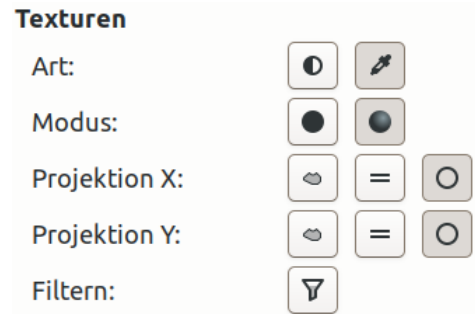 Texturen
Art:
Modus:
Projektion X:
Projektion Y:
Filtern: